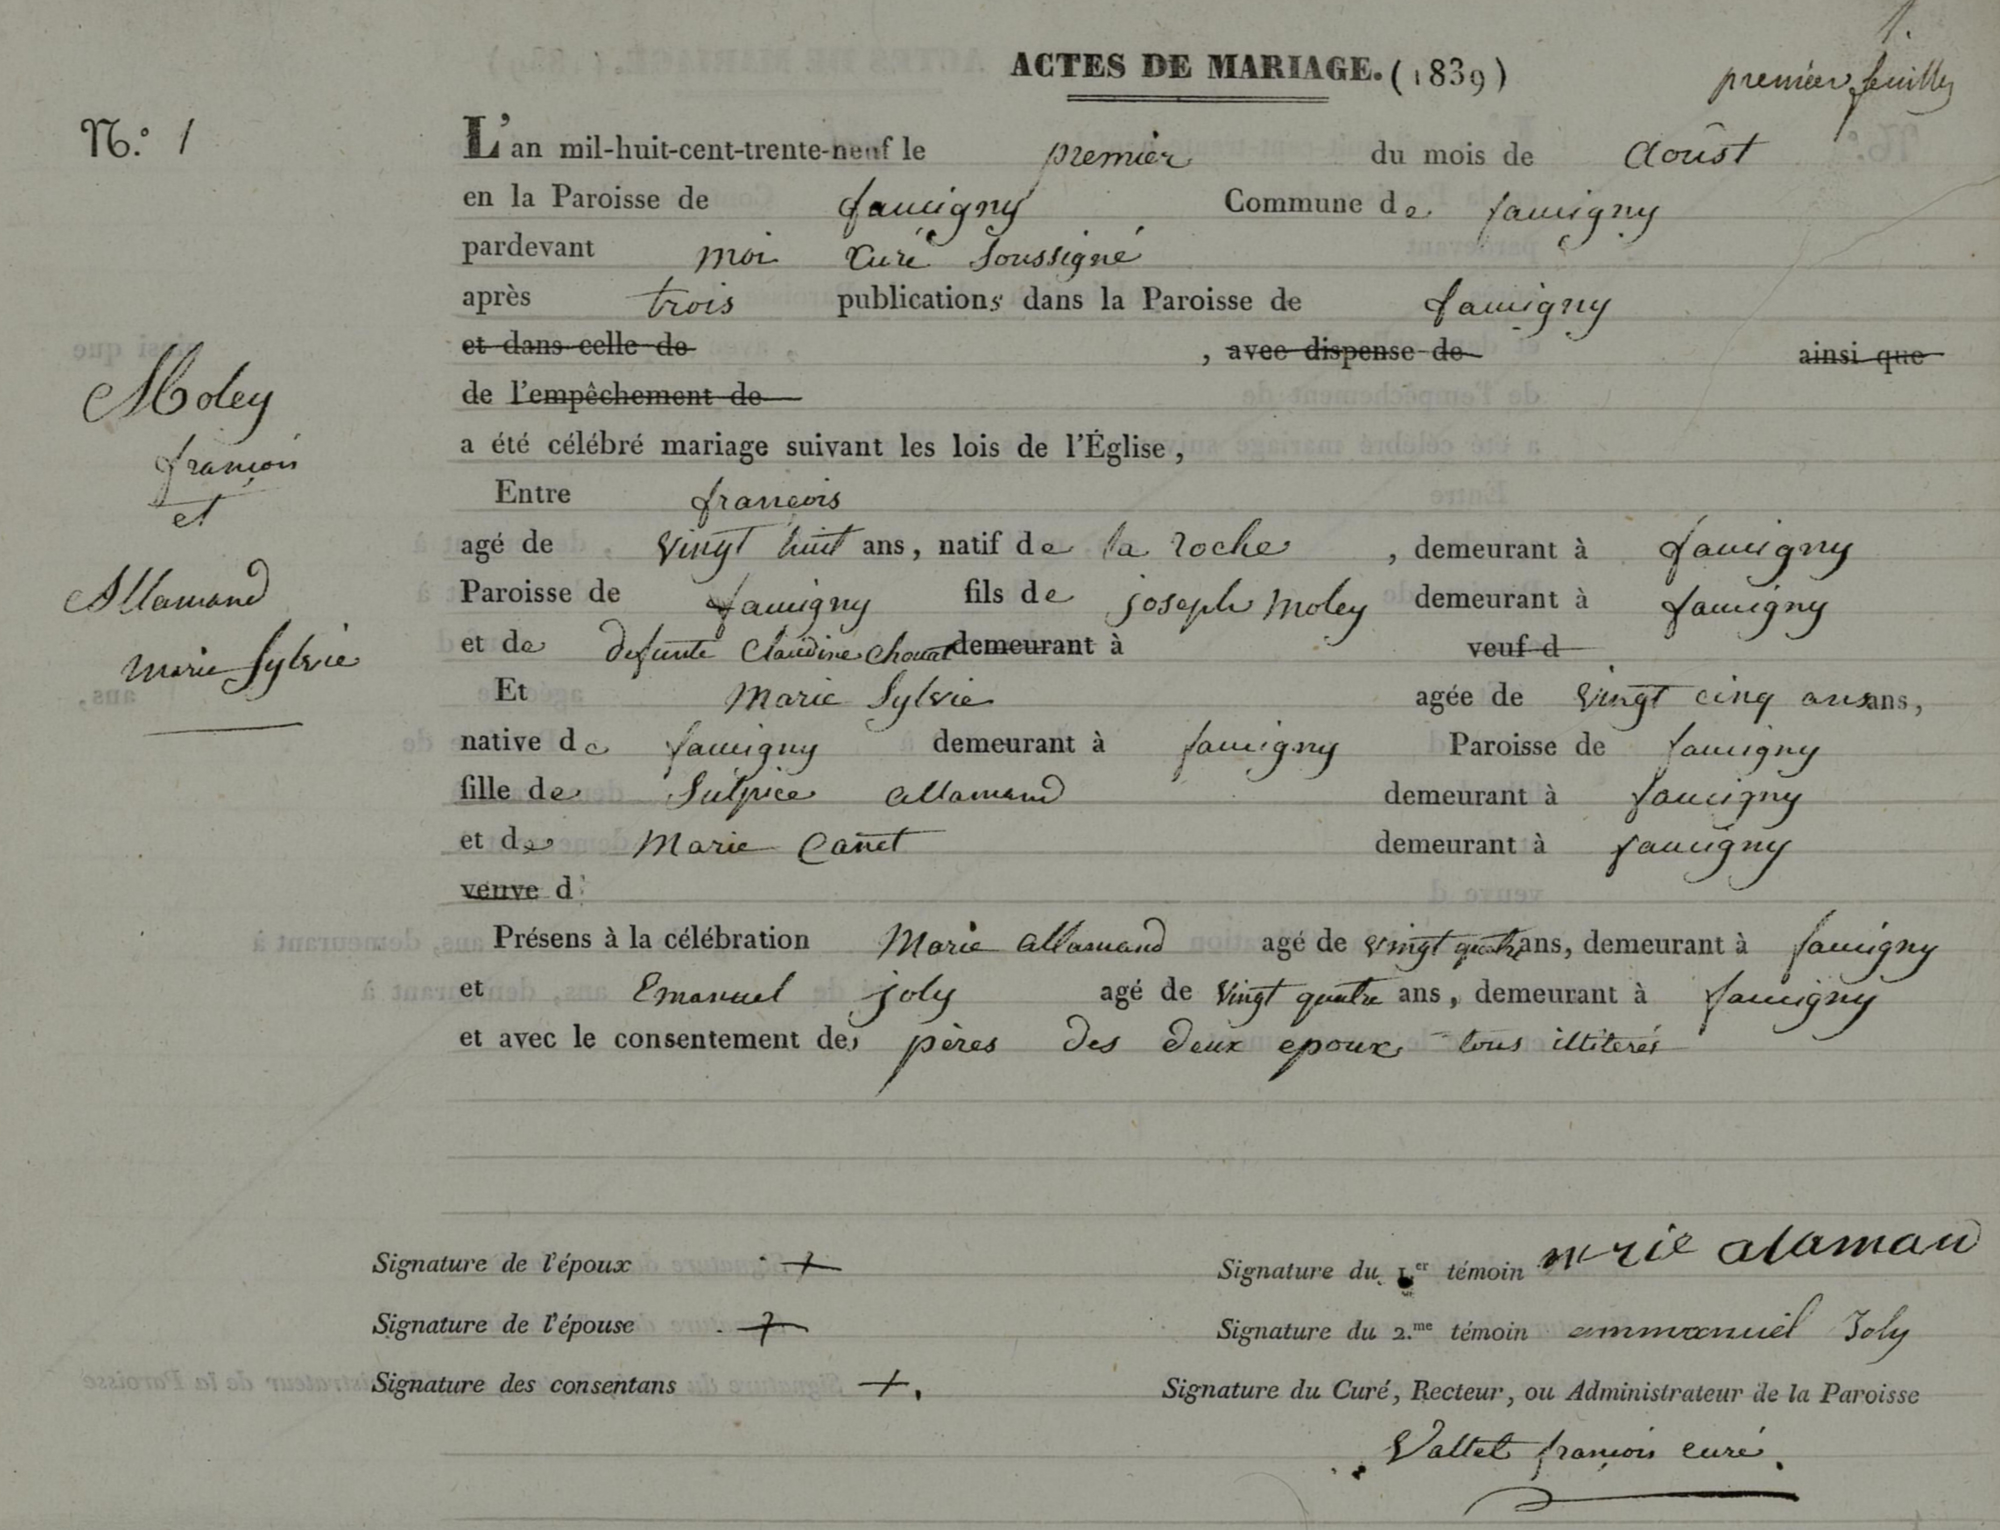 1.
ACTES DE MARIAGE. (1839)
premier feuillet
N.° 1
L'an mil-huit-cent-trente-neuf le premier du mois de Aoûst
en la Paroisse de faucigny Commune de faucigny
pardevant moi Curé Soussigné
après trois publications dans la Paroisse de faucigny
et dans celle de , avec dispense de ainsi que
de l'empêchement de
a été célébré mariage suivant les lois de l'Église,
Moley
françois
et
Allamand
marie Sylvie
Entre françois
agé de vingt huit ans, natif de la roche , demeurant à faucigny
Paroisse de faucigny fils de joseph moley demeurant à faucigny
et de defunte Claudine demeurant à veuf d
Et Marie Sylvie agée de vingt cinq ans ans,
native de faucigny demeurant à faucigny Paroisse de faucigny
fille de Sulpice allamand demeurant à faucigny
et de Marie Canet demeurant à faucigny
veuve d
Présens à la célébration Marie allamand agé de vingt quatre ans, demeurant à faucigny
et Emanuel joly agé de vingt quatre ans, demeurant à faucigny
et avec le consentement des pères des deux epoux tous illiterés
Signature de l'époux +
Signature du 1.er témoin marie alaman
Signature de l'épouse +
Signature du 2.me témoin emmanuel Joly
Signature des consentans +.
Signature du Curé, Recteur, ou Administrateur de la Paroisse
Vallet françois curé.